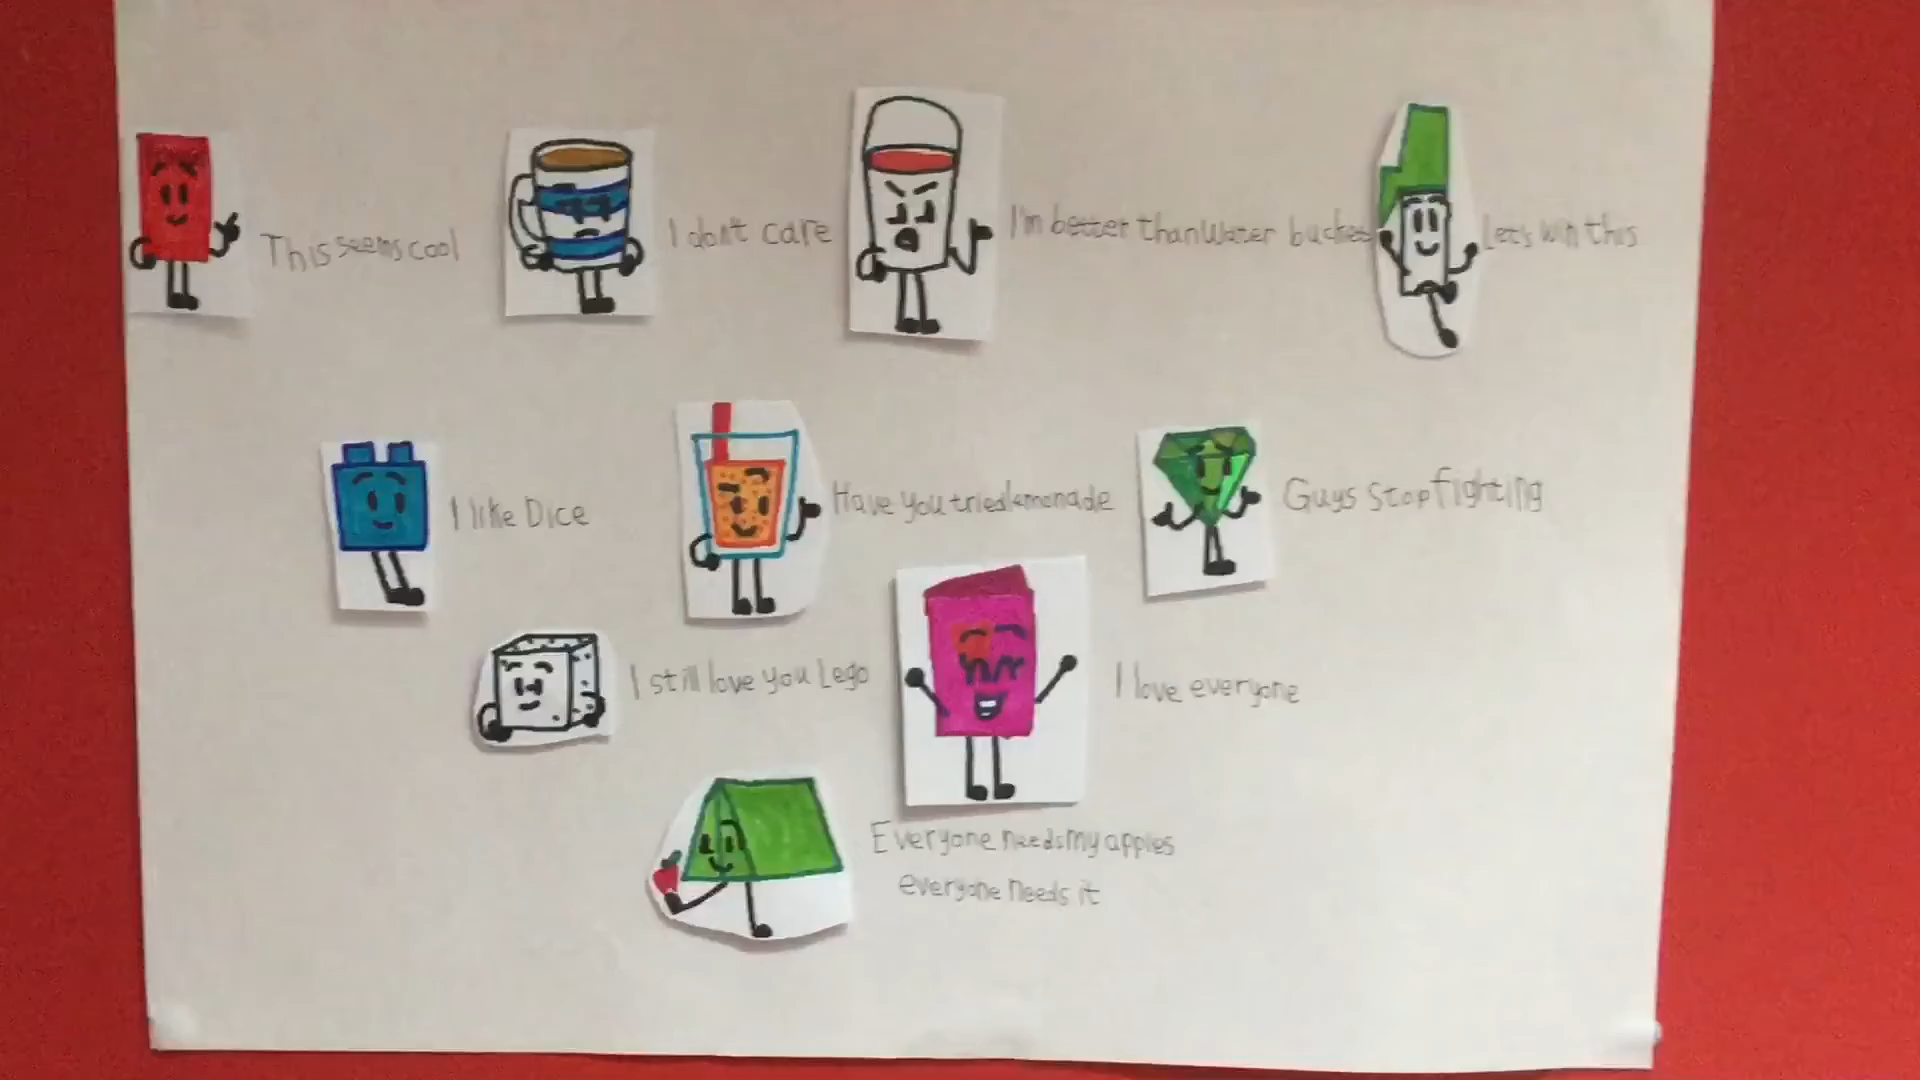 This seems cool
I don't care
I'm better than Water bucket
Let's win this
I like Dice
Have you tried lemonade
Guys stop fighting
I still love you Lego
I love everyone
Everyone needs my apples
everyone needs it